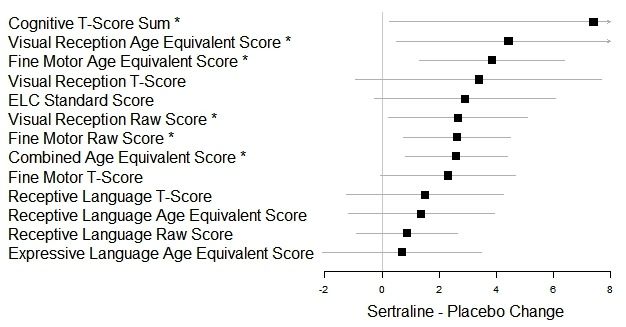 Cognitive T-Score Sum *
Visual Reception Age Equivalent Score *
Fine Motor Age Equivalent Score *
Visual Reception T-Score
ELC Standard Score
Visual Reception Raw Score *
Fine Motor Raw Score *
Combined Age Equivalent Score *
Fine Motor T-Score
Receptive Language T-Score
Receptive Language Age Equivalent Score
Receptive Language Raw Score
Expressive Language Age Equivalent Score
-2 0 2 4 6 8
Sertraline - Placebo Change